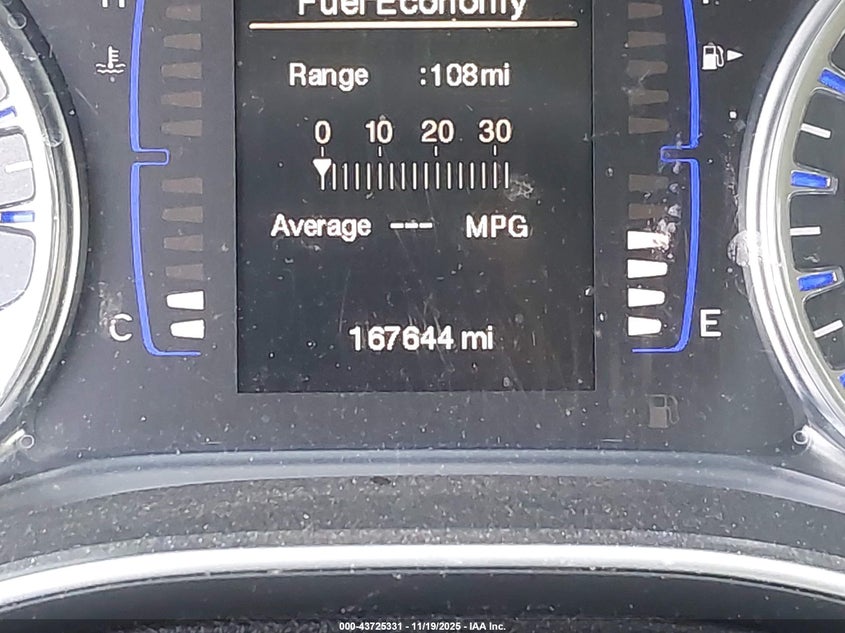 Fuel Economy
Range :108mi
0 10 20 30
Average --- MPG
C 167644 mi E
000-43725331 - 11/19/2025 - IAA Inc.